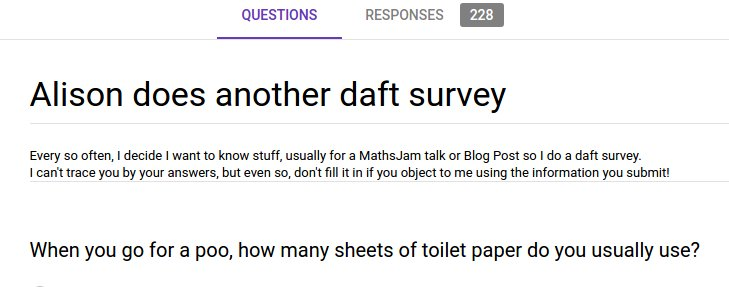 QUESTIONS RESPONSES 228
Alison does another daft survey
Every so often, I decide I want to know stuff, usually for a MathsJam talk or Blog Post so I do a daft survey.
I can't trace you by your answers, but even so, don't fill it in if you object to me using the information you submit!
When you go for a poo, how many sheets of toilet paper do you usually use?